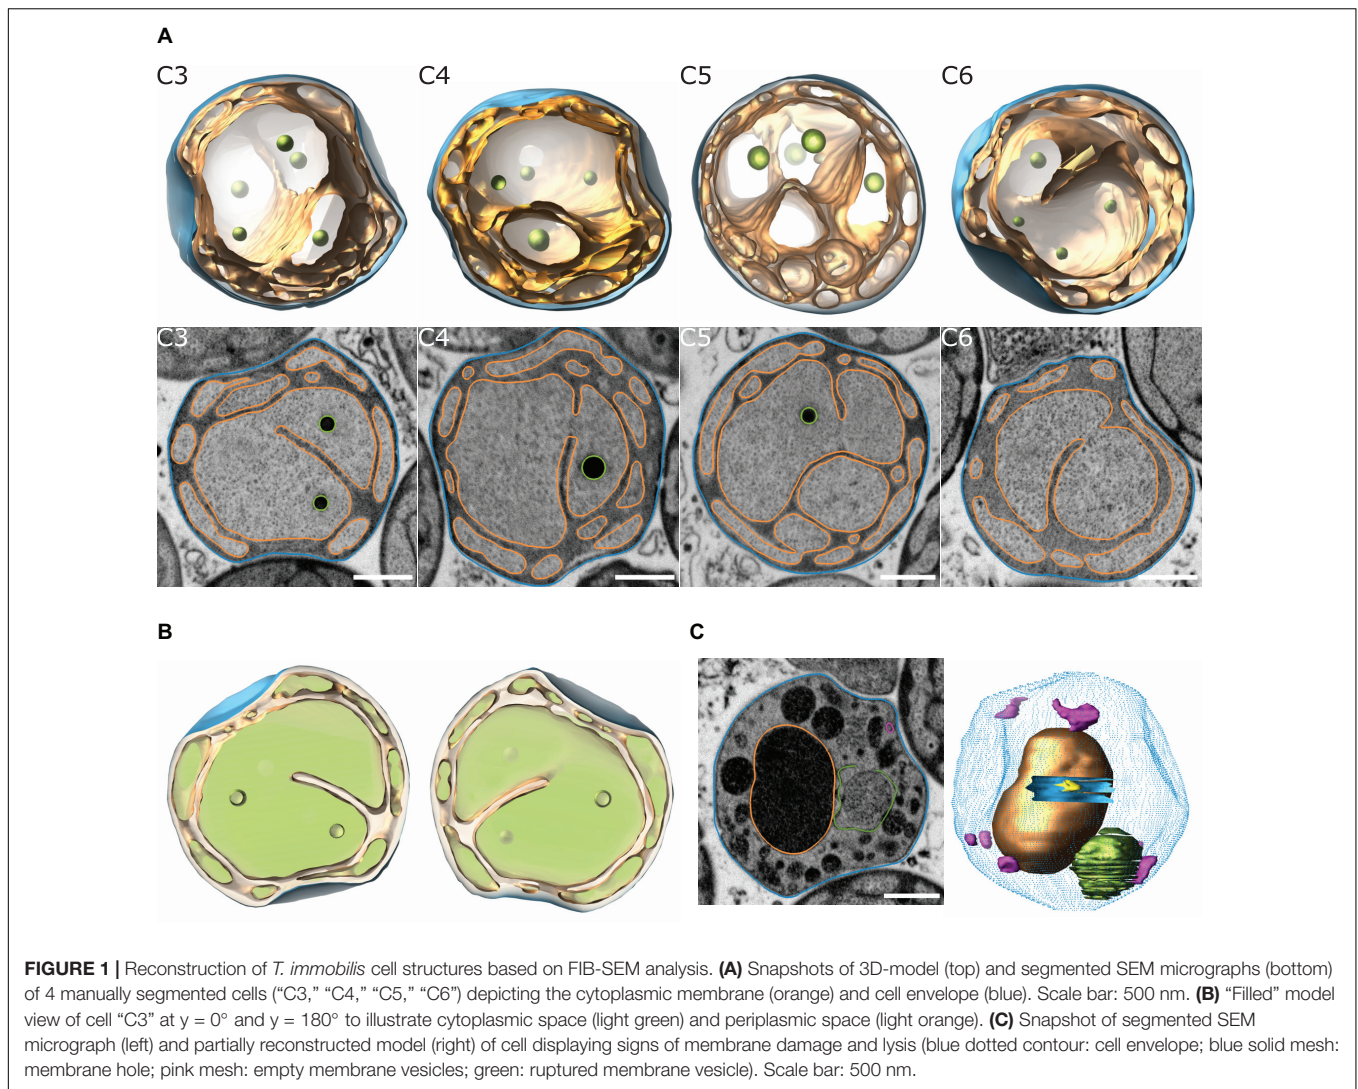 A
C3
C4
C5
C6
C3
C4
C5
C6
B
C
FIGURE 1 | Reconstruction of T. immobilis cell structures based on FIB-SEM analysis. (A) Snapshots of 3D-model (top) and segmented SEM micrographs (bottom)
of 4 manually segmented cells (“C3,” “C4,” “C5,” “C6”) depicting the cytoplasmic membrane (orange) and cell envelope (blue). Scale bar: 500 nm. (B) “Filled” model
view of cell “C3” at y = 0° and y = 180° to illustrate cytoplasmic space (light green) and periplasmic space (light orange). (C) Snapshot of segmented SEM
micrograph (left) and partially reconstructed model (right) of cell displaying signs of membrane damage and lysis (blue dotted contour: cell envelope; blue solid mesh:
membrane hole; pink mesh: empty membrane vesicles; green: ruptured membrane vesicle). Scale bar: 500 nm.